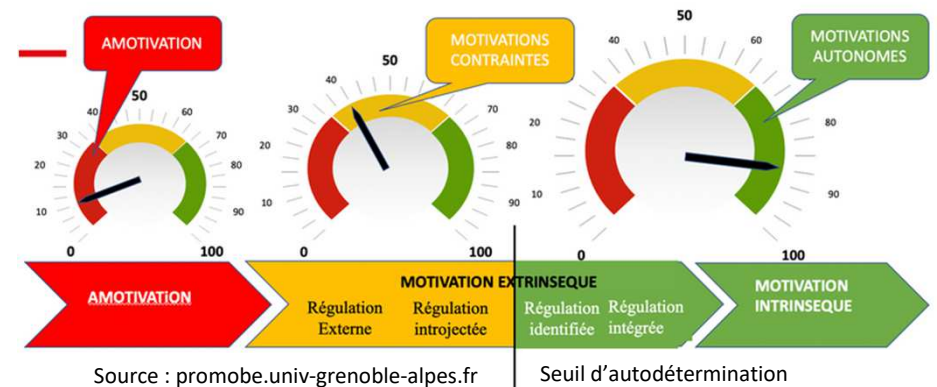 AMOTIVATION
0
10
20
30
40
50
60
70
80
90
100
MOTIVATIONS
CONTRAINTES
0
10
20
30
40
50
70
80
90
100
MOTIVATIONS
AUTONOMES
0
10
20
30
40
50
60
80
90
100
AMOTIVATiON
MOTIVATION EXTRINSEQUE
Régulation
Externe
Régulation
introjectée
Régulation
identifiée
Régulation
intégrée
MOTIVATION
INTRINSEQUE
Source : promobe.univ-grenoble-alpes.fr
Seuil d’autodétermination